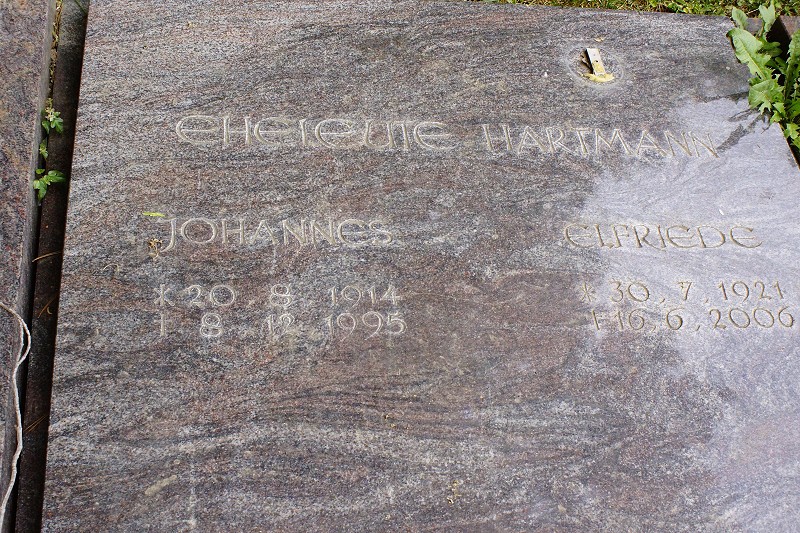 EHELEUTE HARTMANN
JOHANNES ELFRIEDE
* 20. 8. 1914 * 30. 7. 1921
† 8. 12. 1995 † 16. 6. 2006